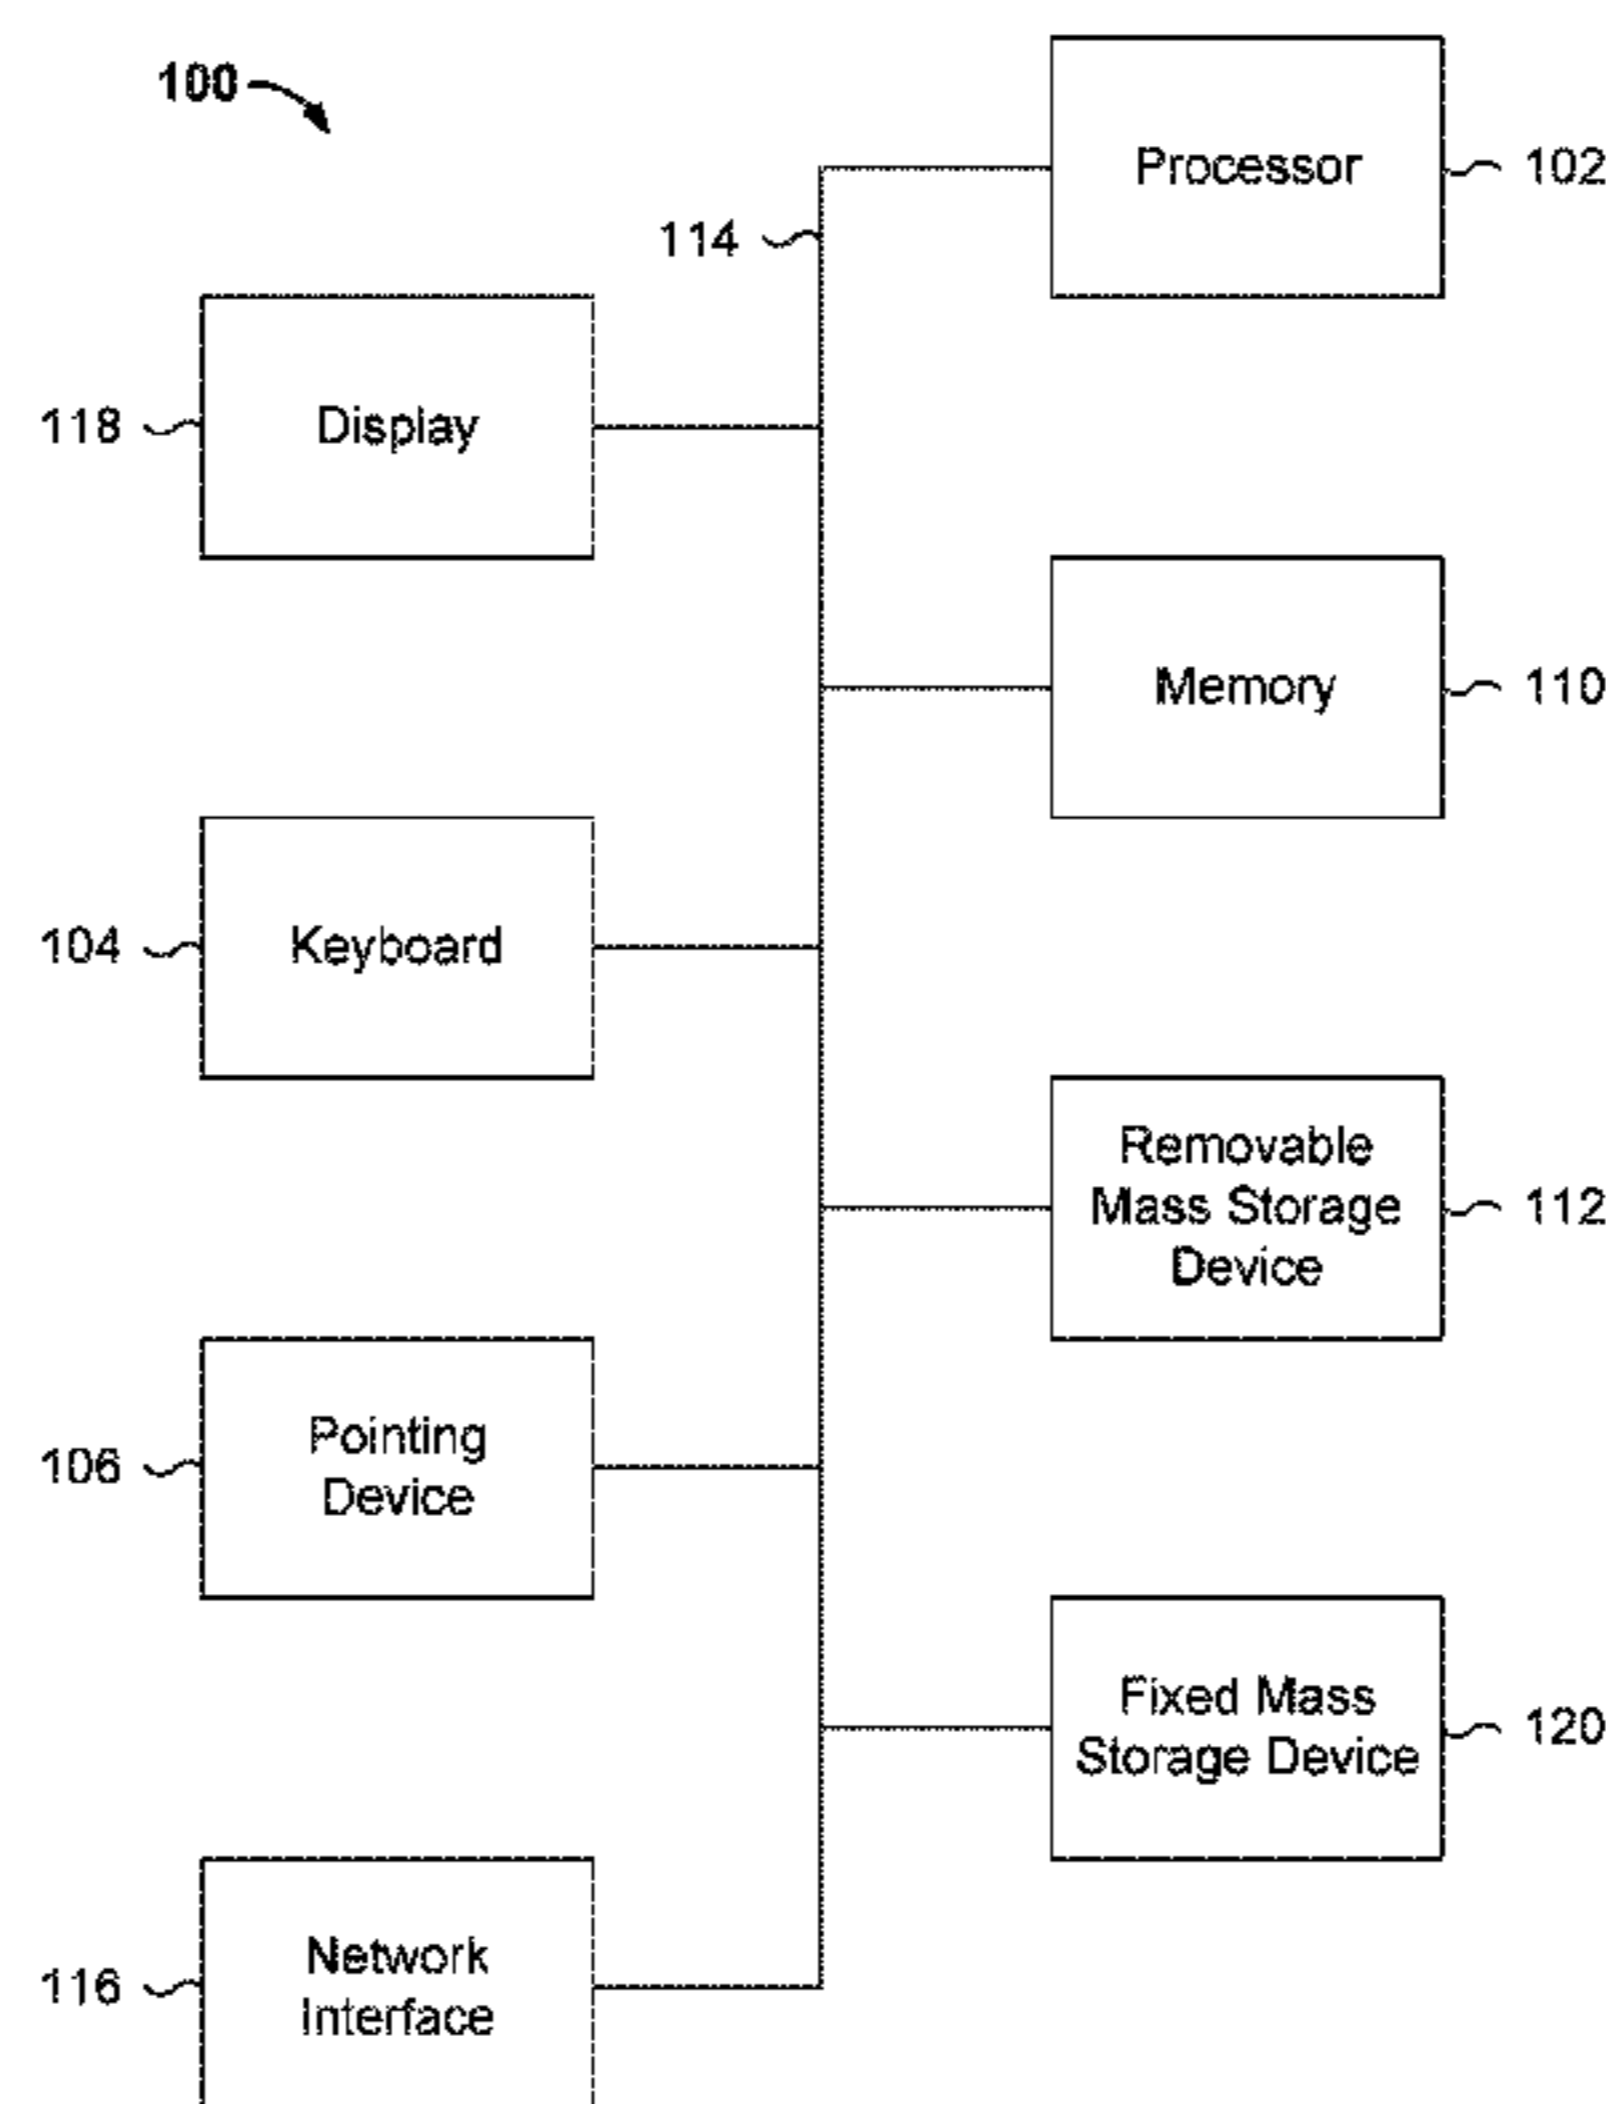 100
Processor
102
114
118
Display
Memory
110
104
Keyboard
Removable
Mass Storage
Device
112
106
Pointing
Device
Fixed Mass
Storage Device
120
116
Network
Interface